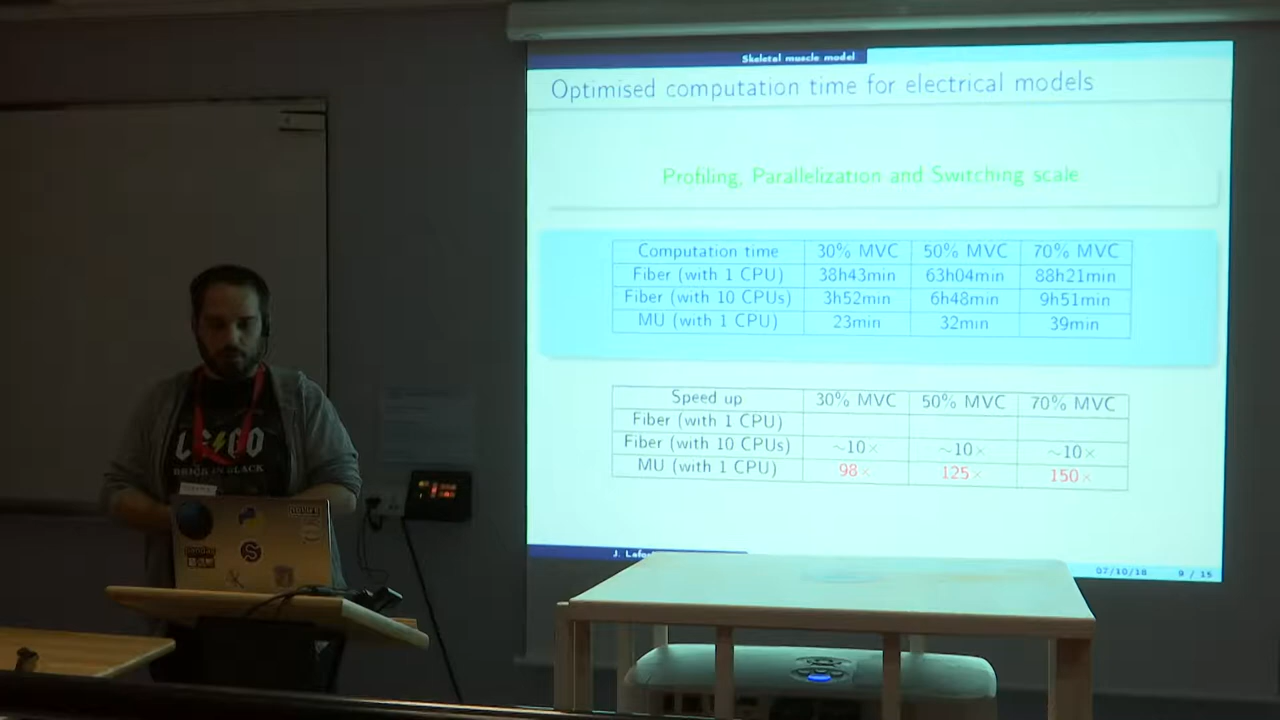 Skeletal muscle model
Optimised computation time for electrical models
Profiling, Parallelization and Switching scale
Computation time 30% MVC 50% MVC 70% MVC
Fiber (with 1 CPU) 38h43min 63h04min 88h21min
Fiber (with 10 CPUs) 3h52min 6h48min 9h51min
MU (with 1 CPU) 23min 32min 39min
Speed up 30% MVC 50% MVC 70% MVC
Fiber (with 1 CPU)
Fiber (with 10 CPUs) ~10× ~10× ~10×
MU (with 1 CPU) 98× 125× 150×
J.
07/10/18 9 / 15
IN BLACK
S